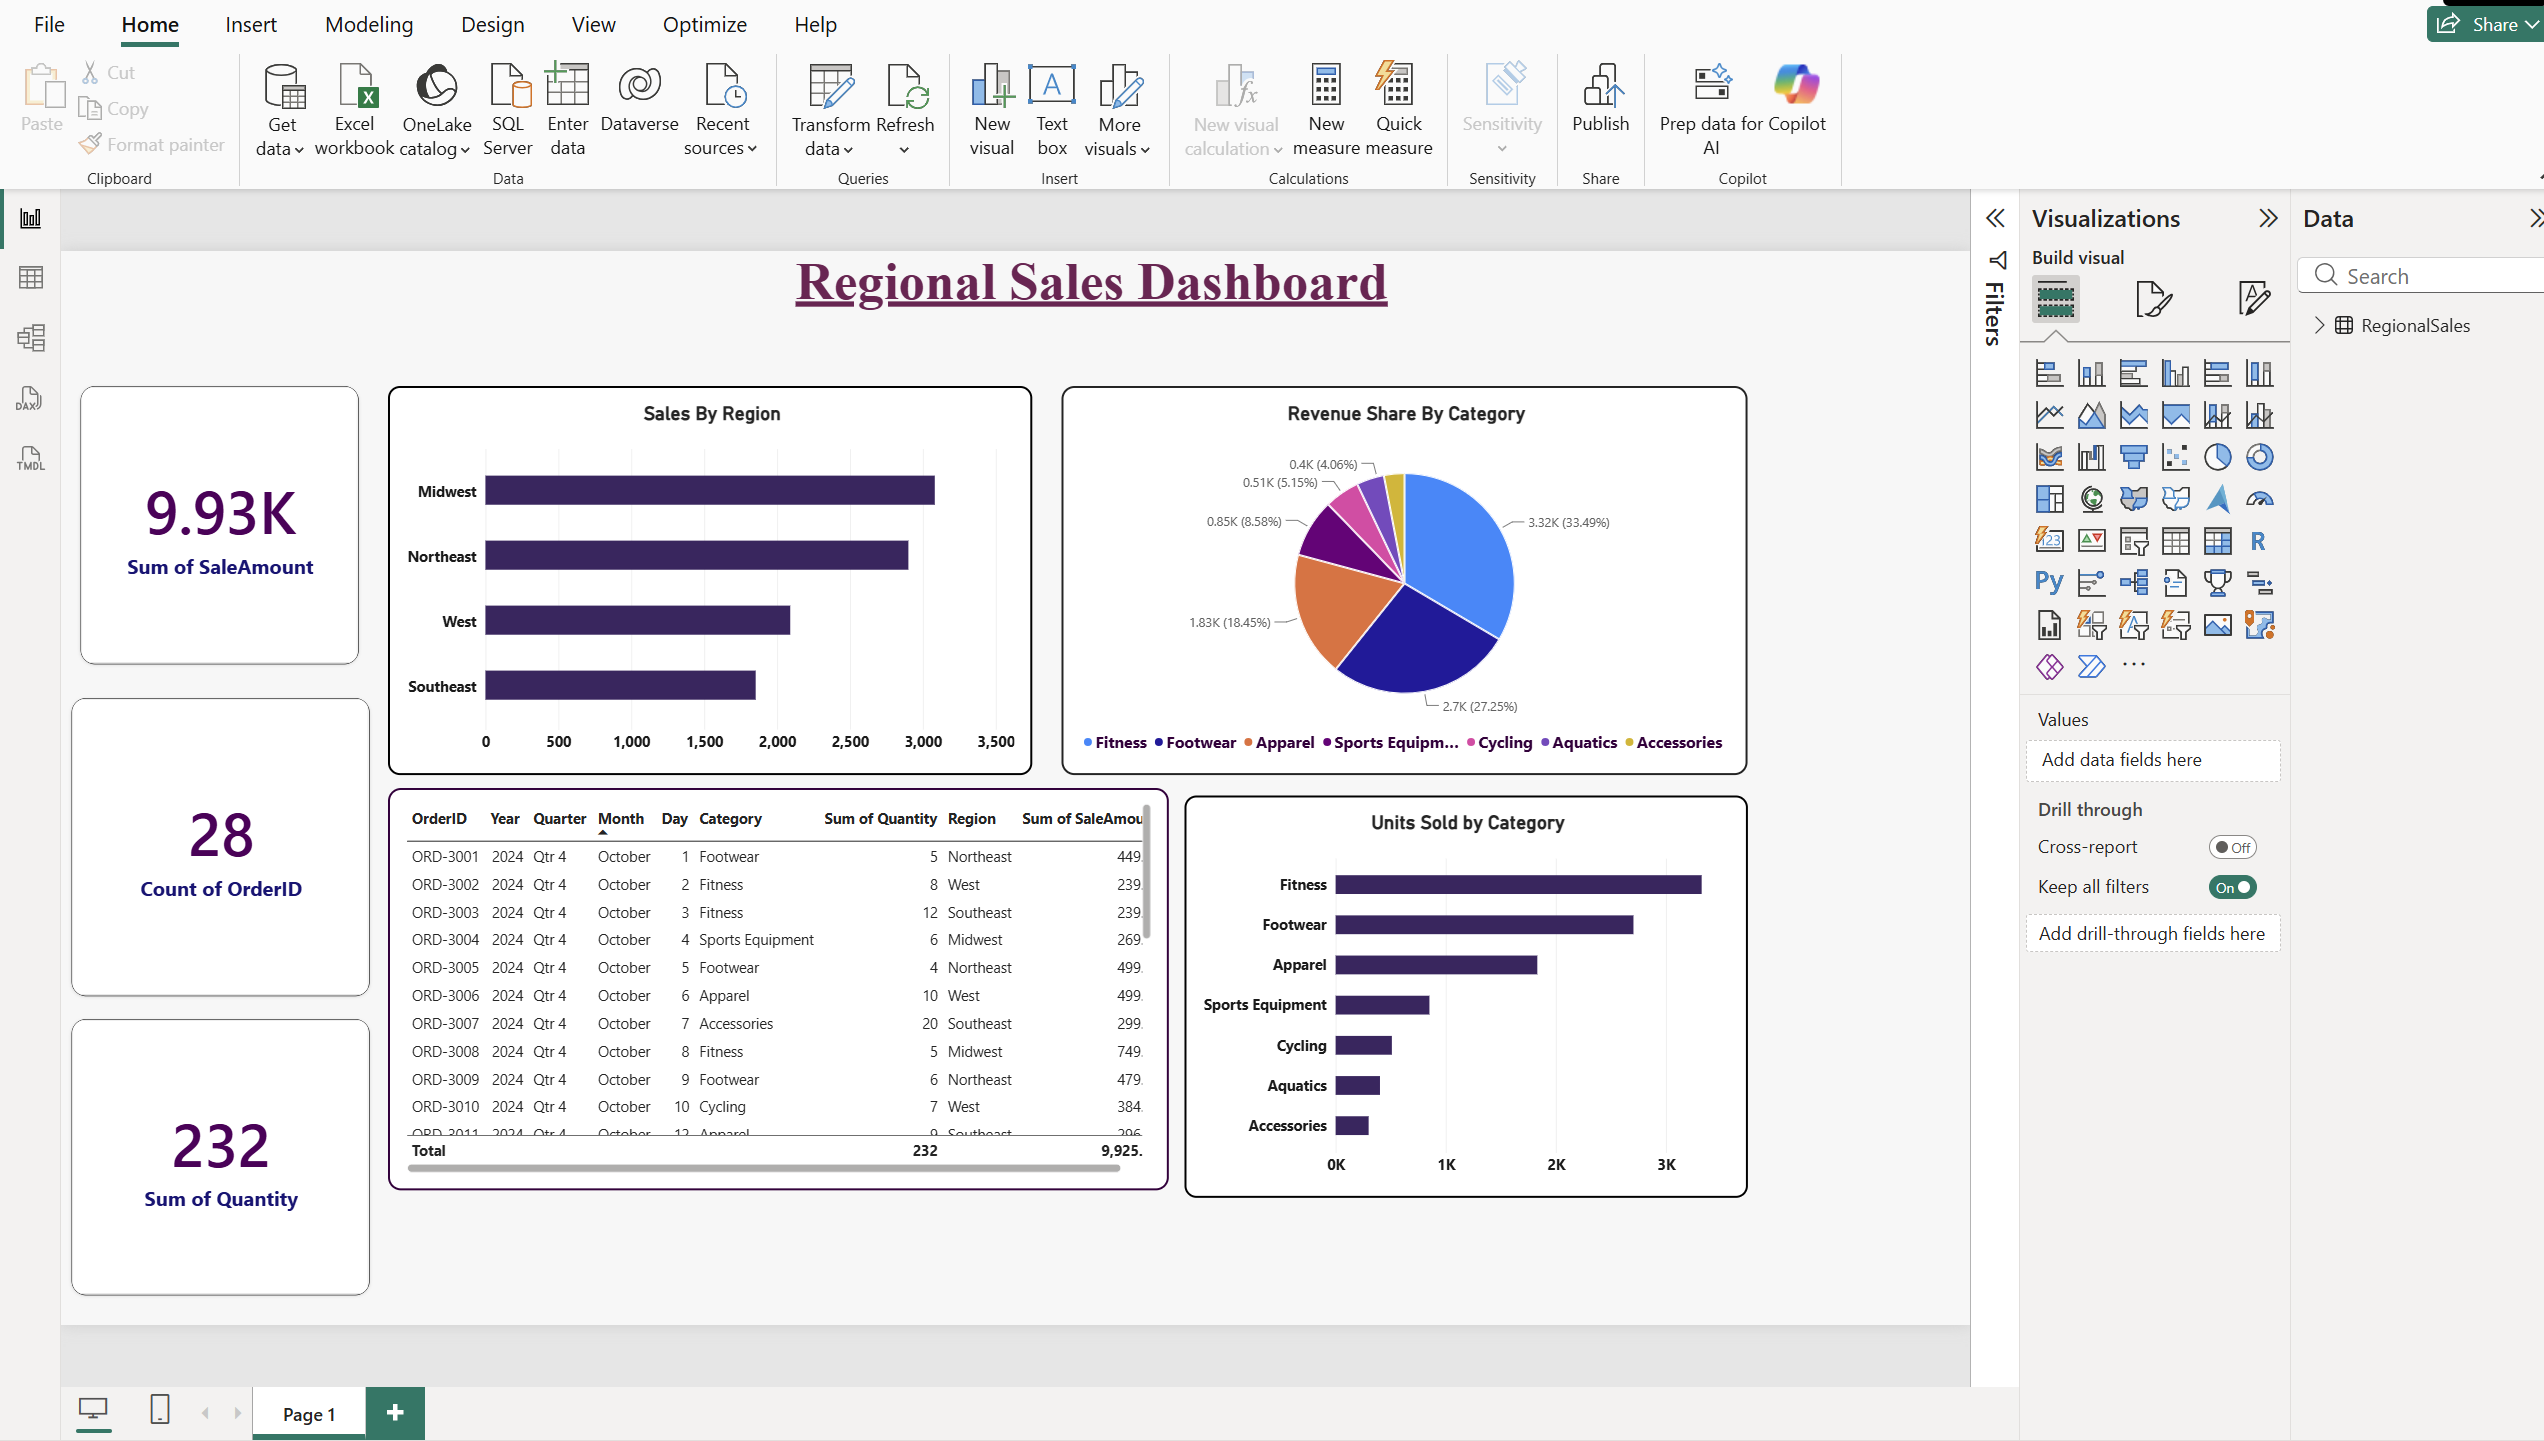 File Home Insert Modeling Design View Optimize Help
Share
Paste
Cut
Copy
Format painter
Clipboard
Get data
Excel workbook
OneLake catalog
SQL Server
Enter data
Dataverse
Recent sources
Data
Transform data
Refresh
Queries
New visual
Text box
More visuals
Insert
New visual calculation
New measure
Quick measure
Calculations
Sensitivity
Sensitivity
Publish
Share
Prep data for AI
Copilot
Copilot
DAX
TMDL
Regional Sales Dashboard
9.93K
Sum of SaleAmount
28
Count of OrderID
232
Sum of Quantity
Sales By Region
Midwest
Northeast
West
Southeast
0 500 1,000 1,500 2,000 2,500 3,000 3,500
Revenue Share By Category
0.4K (4.06%)
0.51K (5.15%)
0.85K (8.58%)
3.32K (33.49%)
1.83K (18.45%)
2.7K (27.25%)
Fitness Footwear Apparel Sports Equipm... Cycling Aquatics Accessories
OrderID Year Quarter Month Day Category Sum of Quantity Region Sum of SaleAmou
ORD-3001 2024 Qtr 4 October 1 Footwear 5 Northeast 449.
ORD-3002 2024 Qtr 4 October 2 Fitness 8 West 239.
ORD-3003 2024 Qtr 4 October 3 Fitness 12 Southeast 239.
ORD-3004 2024 Qtr 4 October 4 Sports Equipment 6 Midwest 269.
ORD-3005 2024 Qtr 4 October 5 Footwear 4 Northeast 499.
ORD-3006 2024 Qtr 4 October 6 Apparel 10 West 499.
ORD-3007 2024 Qtr 4 October 7 Accessories 20 Southeast 299.
ORD-3008 2024 Qtr 4 October 8 Fitness 5 Midwest 749.
ORD-3009 2024 Qtr 4 October 9 Footwear 6 Northeast 479.
ORD-3010 2024 Qtr 4 October 10 Cycling 7 West 384.
ORD-3011 2024 Qtr 4 October 12 Apparel 9 Southeast 296.
Total 232 9,925.
Units Sold by Category
Fitness
Footwear
Apparel
Sports Equipment
Cycling
Aquatics
Accessories
0K 1K 2K 3K
Filters
Visualizations
Build visual
123
R
Py
Values
Add data fields here
Drill through
Cross-report Off
Keep all filters On
Add drill-through fields here
Data
Search
RegionalSales
Page 1